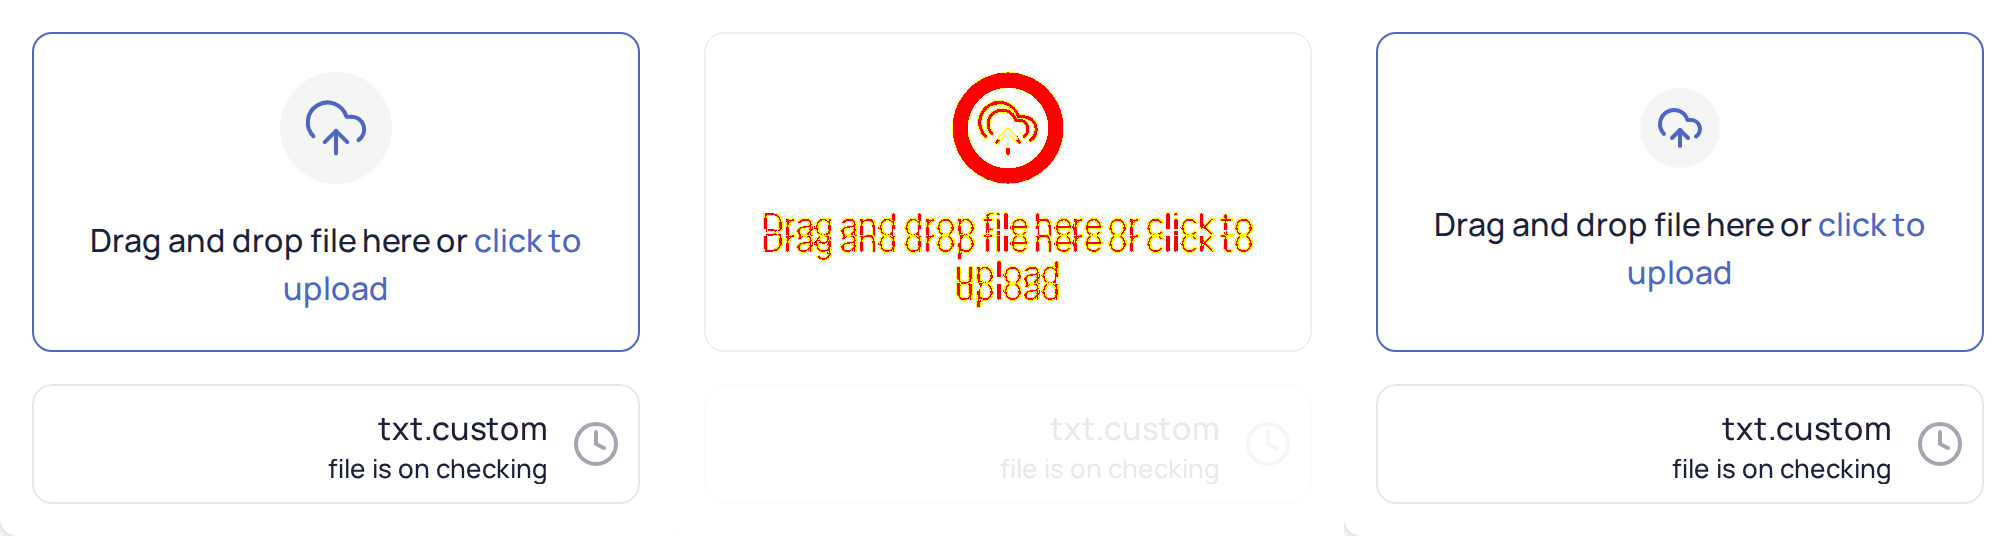 Drag and drop file here or click to
upload
txt.custom
file is on checking
Drag and drop file here or click to
upload
txt.custom
file is on checking
Drag and drop file here or click to
upload
txt.custom
file is on checking